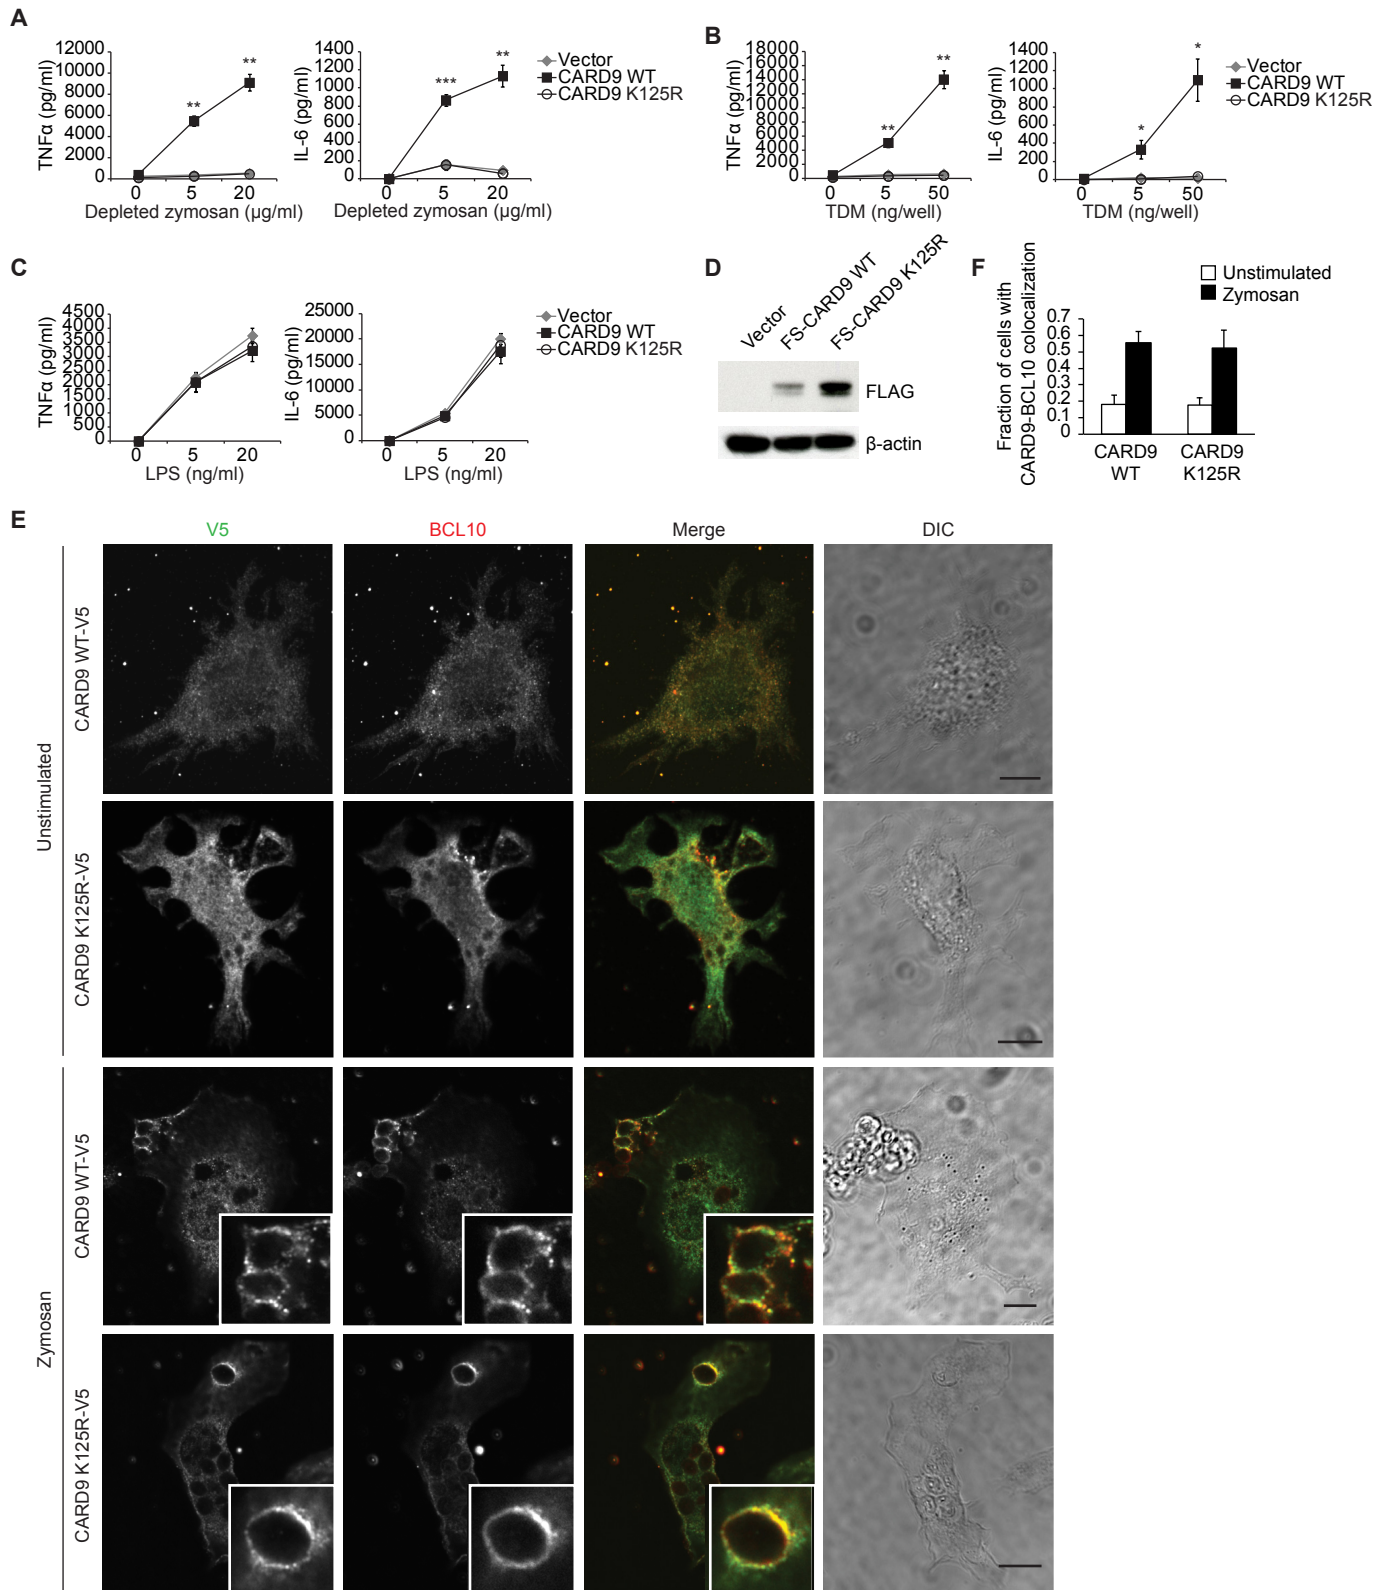 A
TNFα (pg/ml)
12000
10000
8000
6000
4000
2000
0
**
**
0 5 20
Depleted zymosan (µg/ml)
IL-6 (pg/ml)
1400
1200
1000
800
600
400
200
0
***
**
0 5 20
Depleted zymosan (µg/ml)
Vector
CARD9 WT
CARD9 K125R
B
TNFα (pg/ml)
18000
16000
14000
12000
10000
8000
6000
4000
2000
0
**
**
0 5 50
TDM (ng/well)
IL-6 (pg/ml)
1400
1200
1000
800
600
400
200
0
*
*
0 5 50
TDM (ng/well)
Vector
CARD9 WT
CARD9 K125R
C
TNFα (pg/ml)
4500
4000
3500
3000
2500
2000
1500
1000
500
0
0 5 20
LPS (ng/ml)
IL-6 (pg/ml)
25000
20000
15000
10000
5000
0
0 5 20
LPS (ng/ml)
Vector
CARD9 WT
CARD9 K125R
D
Vector
FS-CARD9 WT
FS-CARD9 K125R
FLAG
β-actin
F
Unstimulated
Zymosan
Fraction of cells with
CARD9-BCL10 colocalization
0.7
0.6
0.5
0.4
0.3
0.2
0.1
0
CARD9 WT
CARD9 K125R
E
V5 BCL10 Merge DIC
Unstimulated
CARD9 WT-V5
CARD9 K125R-V5
Zymosan
CARD9 WT-V5
CARD9 K125R-V5